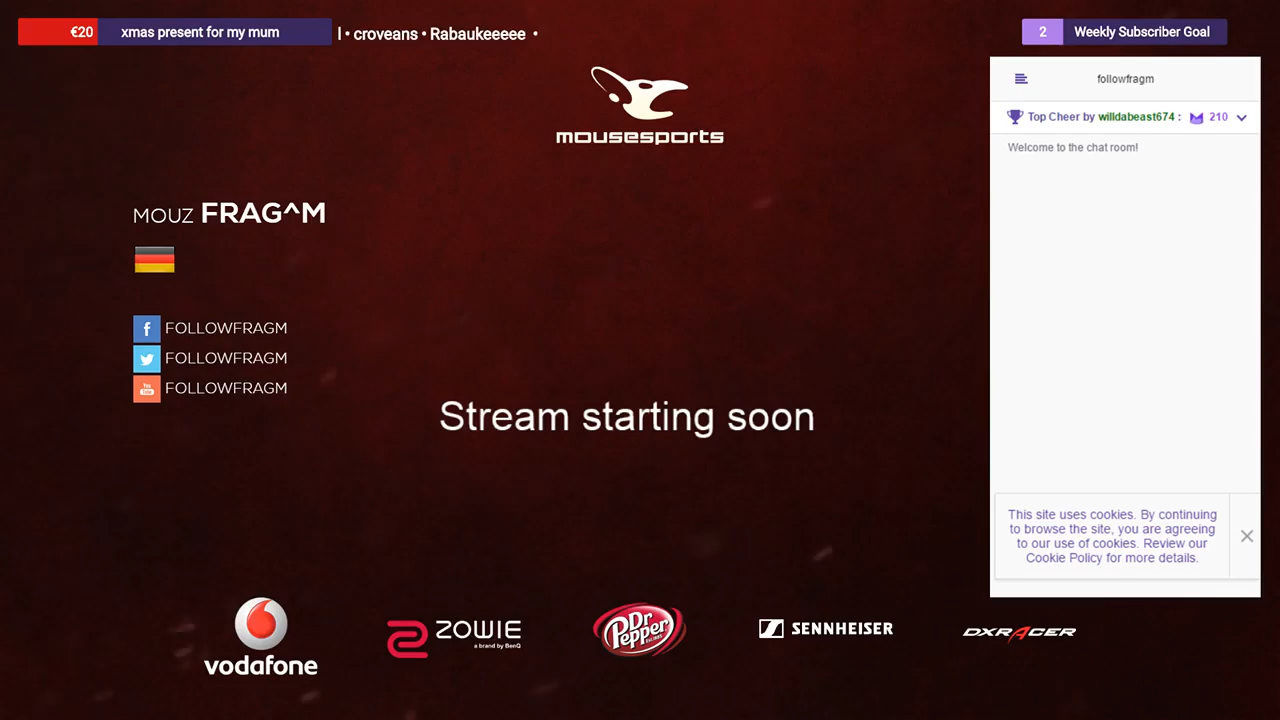 €20 xmas present for my mum l • croveans • Rabaukeeeee •
2 Weekly Subscriber Goal
mousesports
followfragm
Top Cheer by willdabeast674 : 210
Welcome to the chat room!
MOUZ FRAG^M
f FOLLOWFRAGM
FOLLOWFRAGM
You Tube FOLLOWFRAGM
Stream starting soon
This site uses cookies. By continuing
to browse the site, you are agreeing
to our use of cookies. Review our
Cookie Policy for more details.
vodafone
ZOWIE
a brand by BenQ
Dr Pepper
SENNHEISER
DXRACER